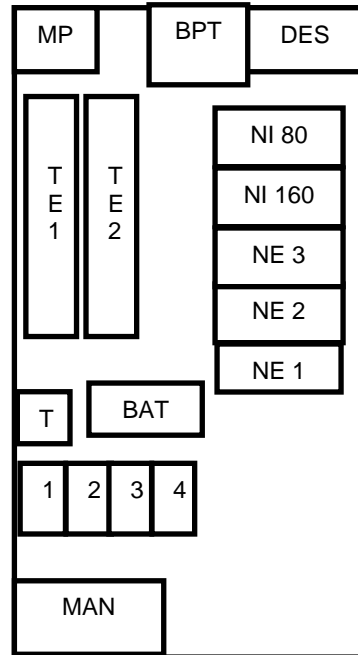 MP
BPT
DES
T
E
1
T
E
2
NI 80
NI 160
NE 3
NE 2
NE 1
T
BAT
1 2 3 4
MAN